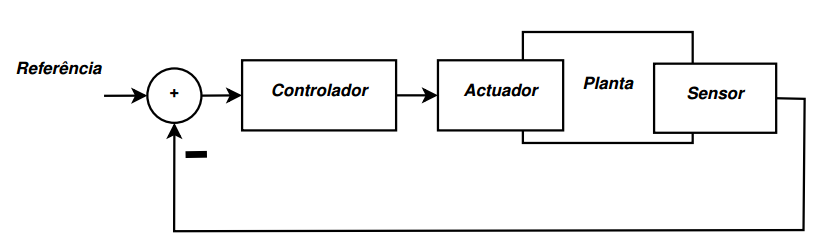 Referência
+
Controlador
Actuador
Planta
Sensor
−